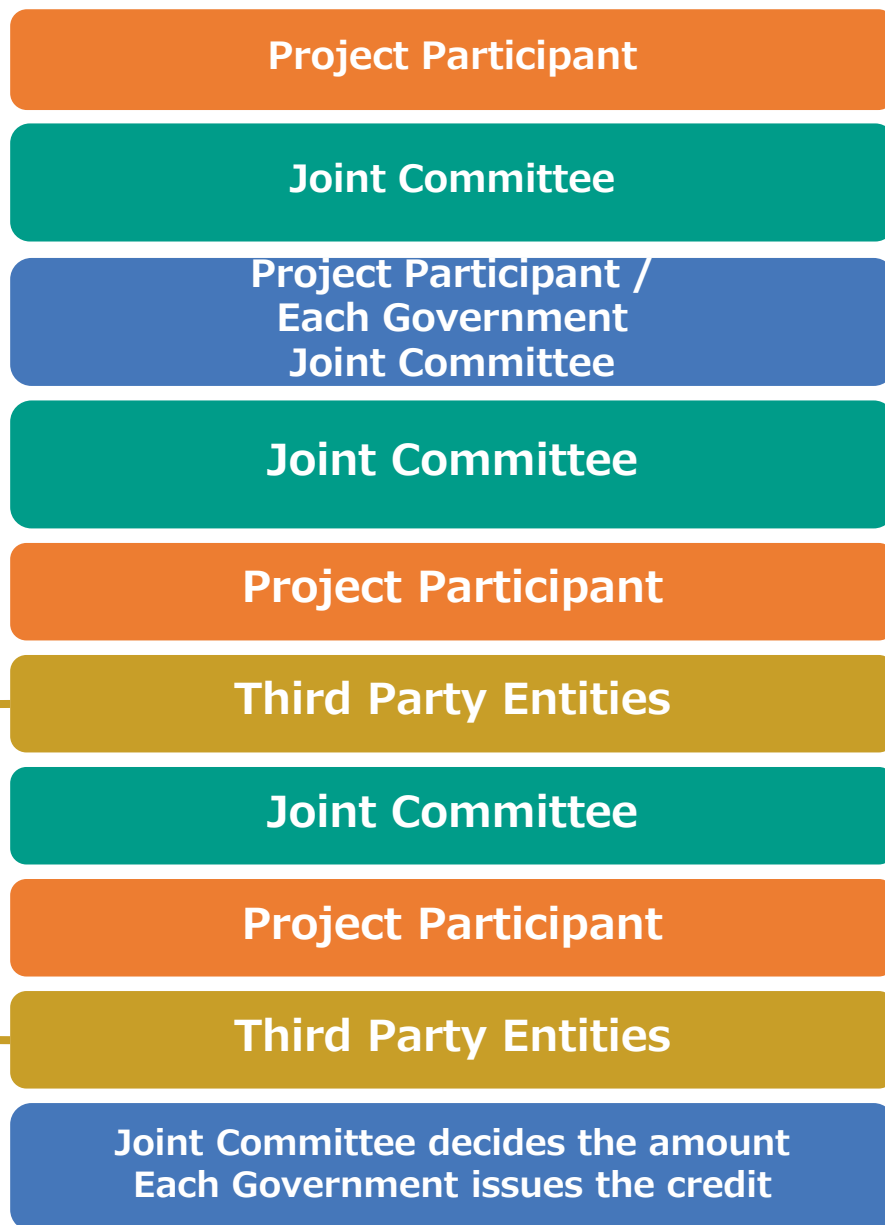 Project Participant
Joint Committee
Project Participant /
Each Government
Joint Committee
Joint Committee
Project Participant
Third Party Entities
Joint Committee
Project Participant
Third Party Entities
Joint Committee decides the amount
Each Government issues the credit